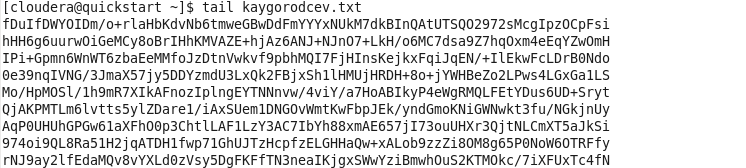 [cloudera@quickstart ~]$ tail kaygorodcev.txt
fDuIfDWYOIDm/o+rlaHbKdvNb6tmweGBwDdFmYYYxNUkM7dkBInQAtUTSQO2972sMcgIpzOCpFsi
hHH6g6uurwOiGeMCy8oBrIHhKMVAZE+hjAz6ANJ+NJnO7+LkH/o6MC7dsa9Z7hqOxm4eEqYZwOmH
IPi+Gpmn6WnWT6zbaEeMMfoJzDtnVwkvf9pbhMQI7FjHInsKejkxFqiJqEN/+IlEkwFcLDrB0Ndo
0e39nqIVNG/3JmaX57jy5DDYzmdU3LxQk2FBjxSh1lHMUjHRDH+8o+jYWHBeZo2LPws4LGxGa1LS
Mo/HpMOSl/1h9mR7XIkAFnozIplngEYTNNnvw/4viY/a7HoABIkyP4eWgRMQLFEtYDus6UD+Sryt
QjAKPMTLm6lvtts5ylZDare1/iAxSUem1DNGOvWmtKwFbpJEk/yndGmoKNiGWNwkt3fu/NGkjnUy
AqP0UHUhGPGw61aXFhO0p3ChtlLAF1LzY3AC7IbYh88xmAE657jI73ouUHXr3QjtNLCmXT5aJkSi
974oi9QL8Ra51H2jqATDH1fwp71GhUJTzHcpfzELGHHaQw+xALob9zzZi8OM8g65P0NoW6OTRFfy
rNJ9ay2lfEdaMQv8vYXLd0zVsy5DgFKFfTN3neaIKjgxSWwYziBmwhOuS2KTMOkc/7iXFUxTc4fN